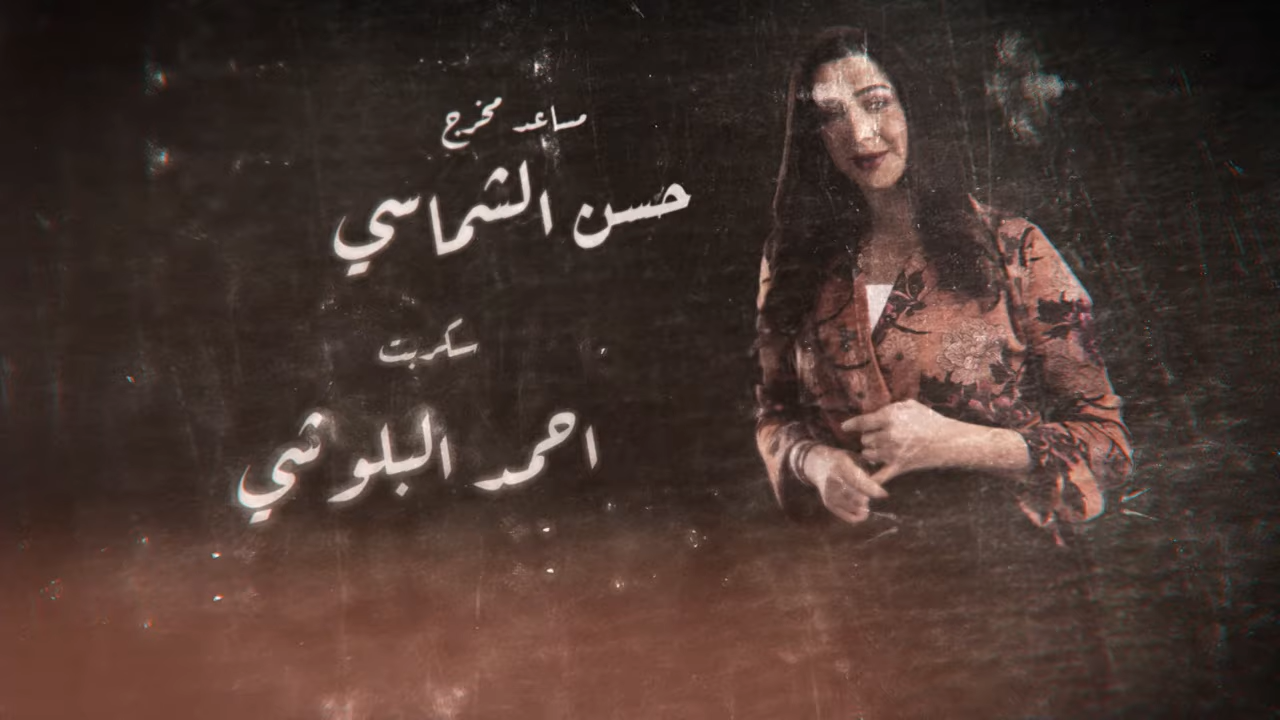 مساعد مخرج
حسن الشماسي
سكربت
احمد البلوشي